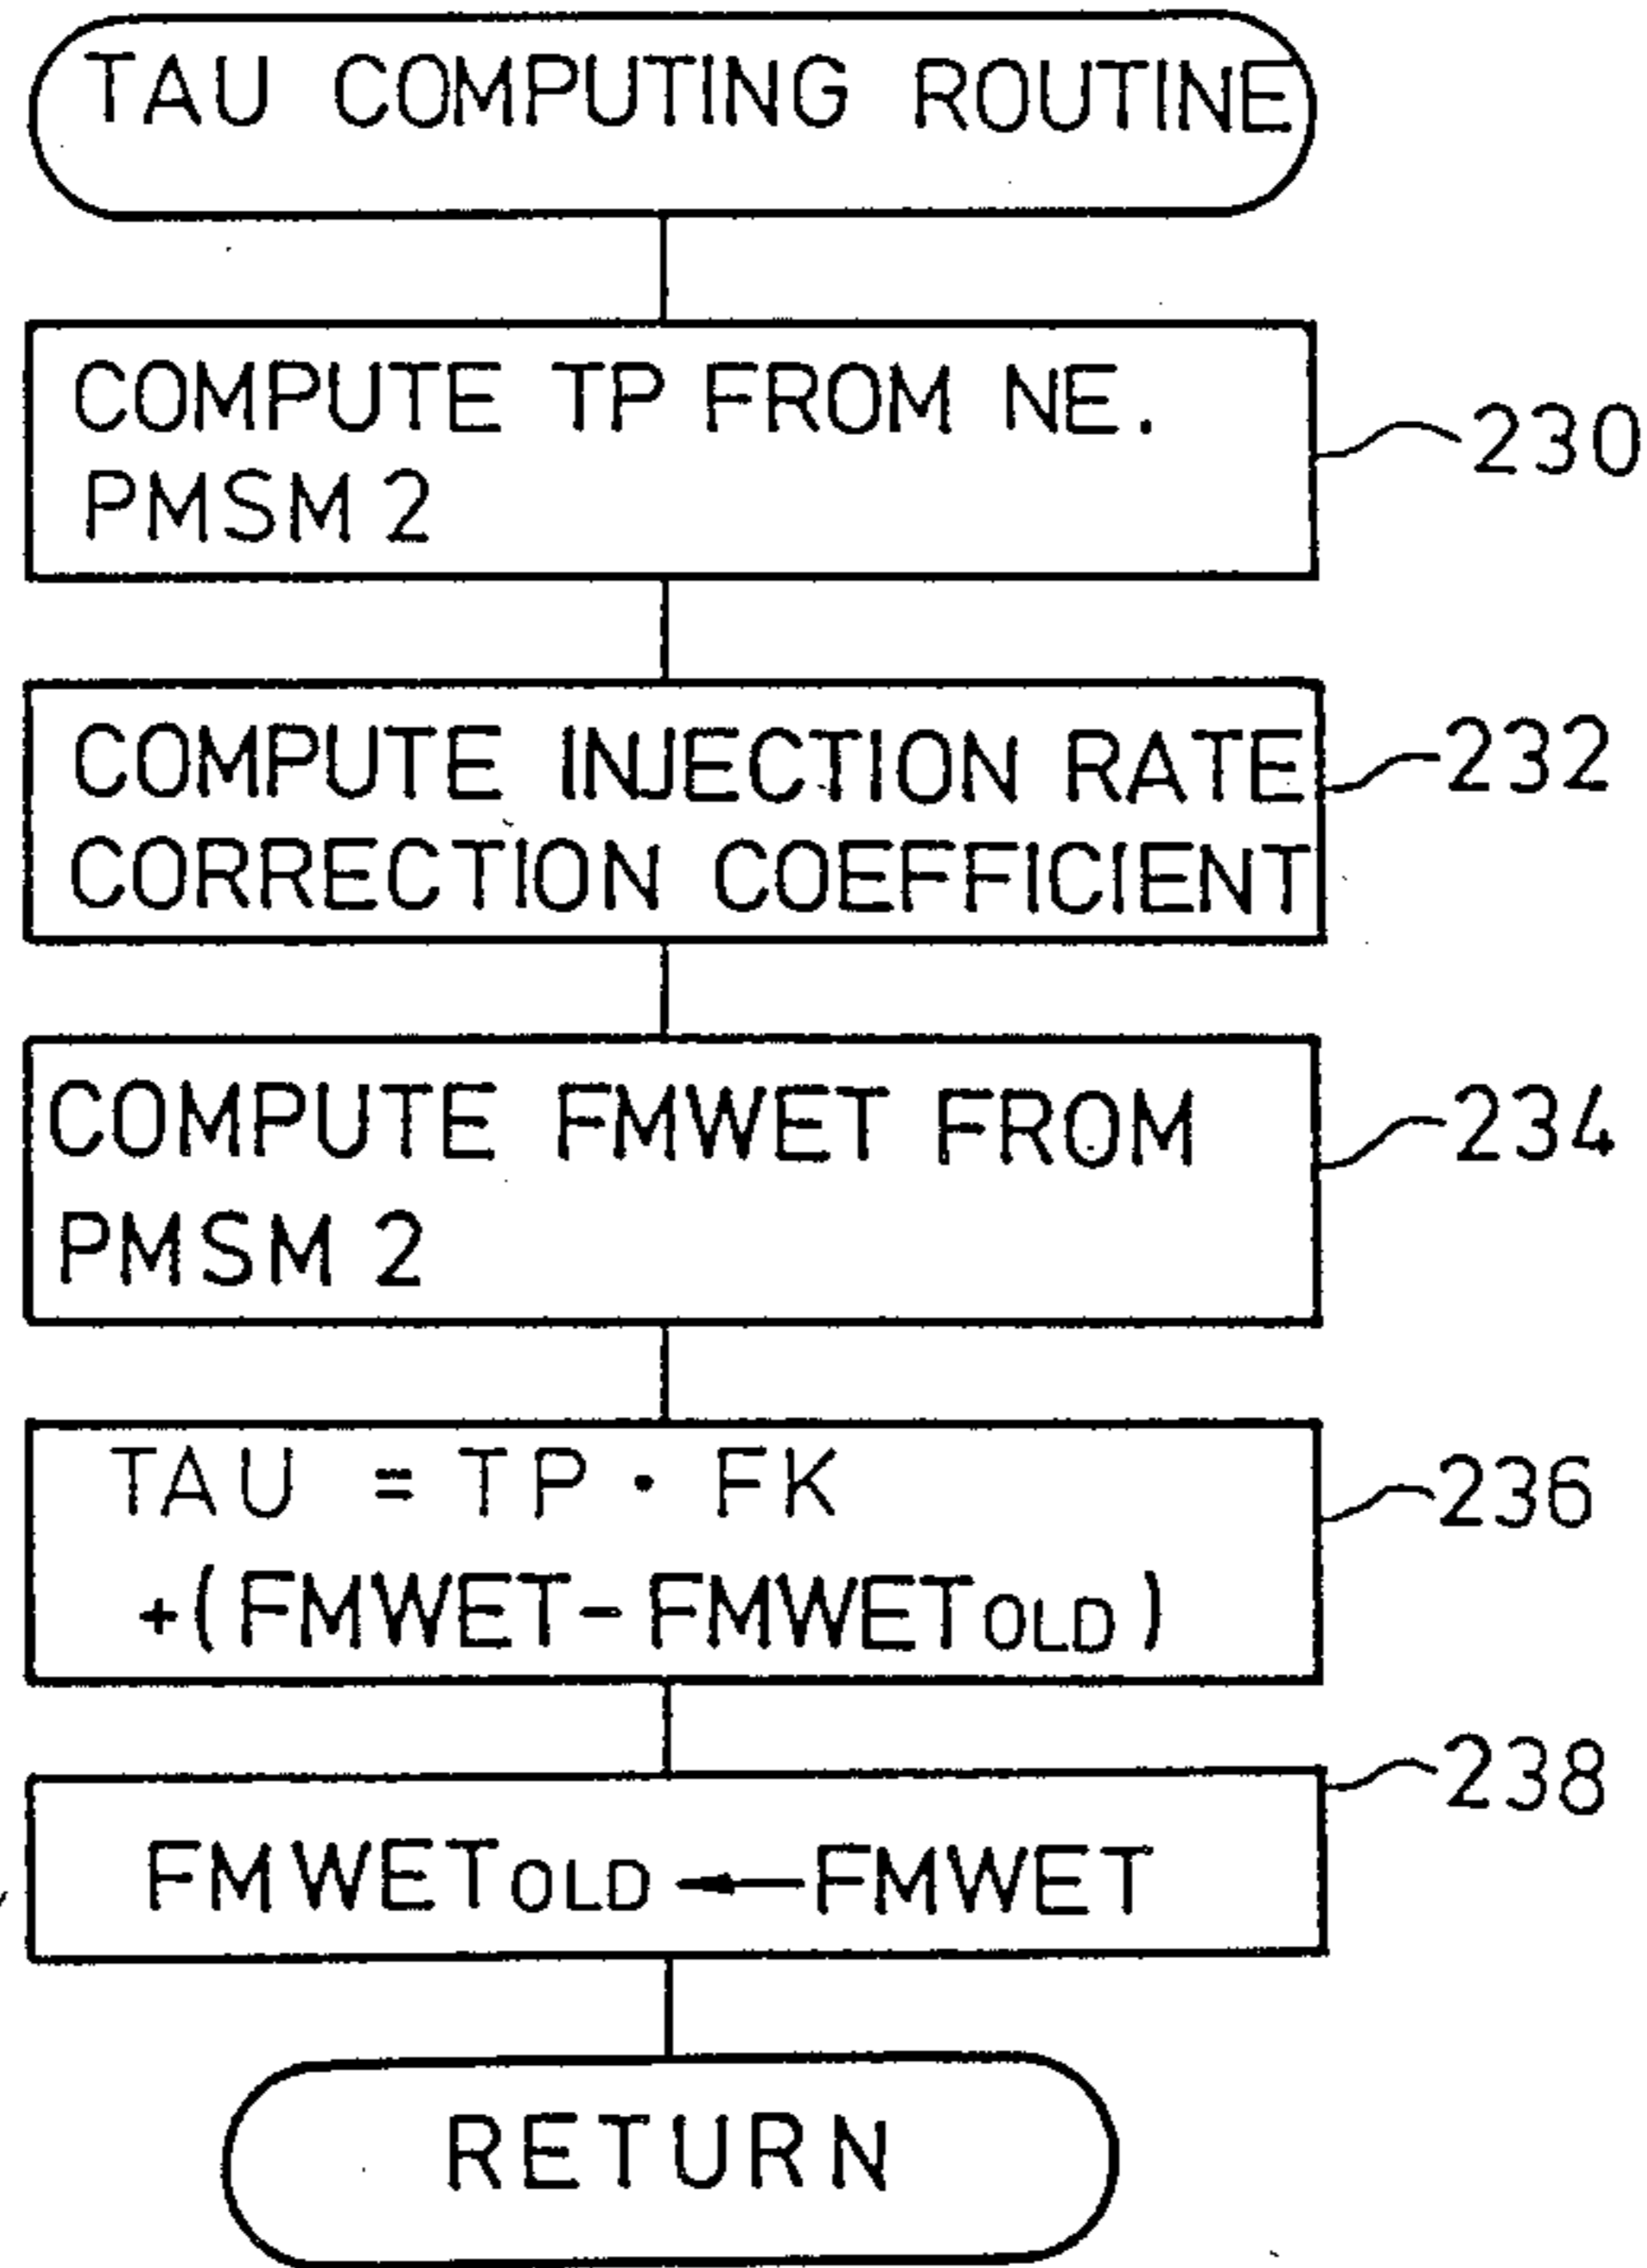 TAU COMPUTING ROUTINE
COMPUTE TP FROM NE.
PMSM 2
230
COMPUTE INJECTION RATE
CORRECTION COEFFICIENT
232
COMPUTE FMWET FROM
PMSM 2
234
TAU = TP · FK
+(FMWET-FMWETOLD)
236
FMWETOLD ← FMWET
238
RETURN